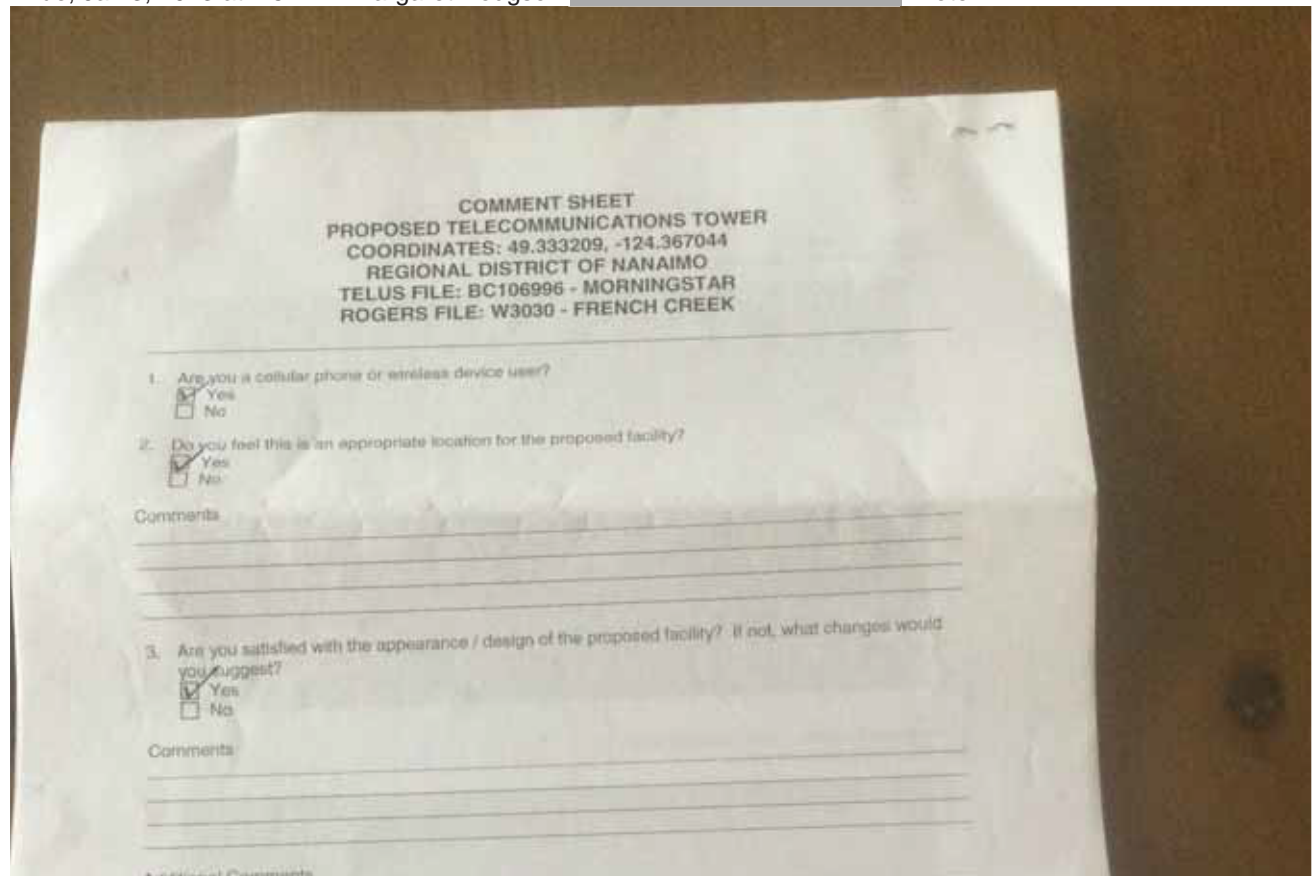 COMMENT SHEET
PROPOSED TELECOMMUNICATIONS TOWER
COORDINATES: 49.333209, -124.367044
REGIONAL DISTRICT OF NANAIMO
TELUS FILE: BC106996 - MORNINGSTAR
ROGERS FILE: W3030 - FRENCH CREEK
1. Are you a cellular phone or wireless device user?
Yes
No
2. Do you feel this is an appropriate location for the proposed facility?
Yes
No
Comments
3. Are you satisfied with the appearance / design of the proposed facility? If not, what changes would
you suggest?
Yes
No
Comments
Additional Comments